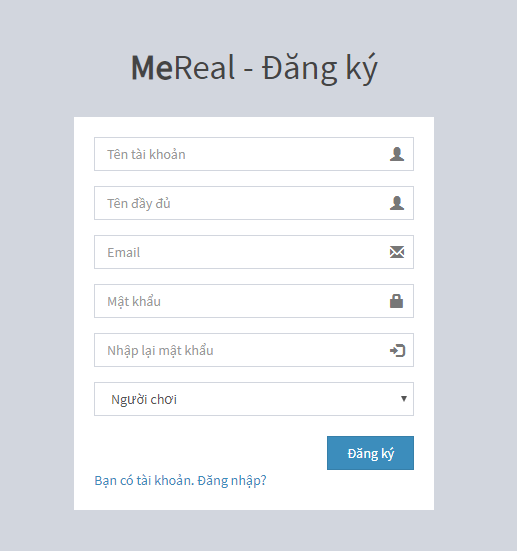 MeReal - Đăng ký
Tên tài khoản
Tên đầy đủ
Email
Mật khẩu
Nhập lại mật khẩu
Người chơi
Đăng ký
Bạn có tài khoản. Đăng nhập?